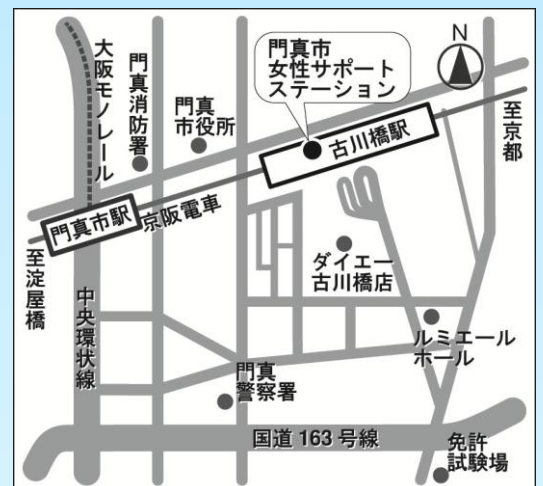 門真市
女性サポート
ステーション
N
大阪モノレール
門真消防署
門真
市役所
古川橋駅
至京都
門真市駅
京阪電車
至淀屋橋
中央環状線
ダイエー
古川橋店
ルミエール
ホール
門真
警察署
国道163号線
免許
試験場